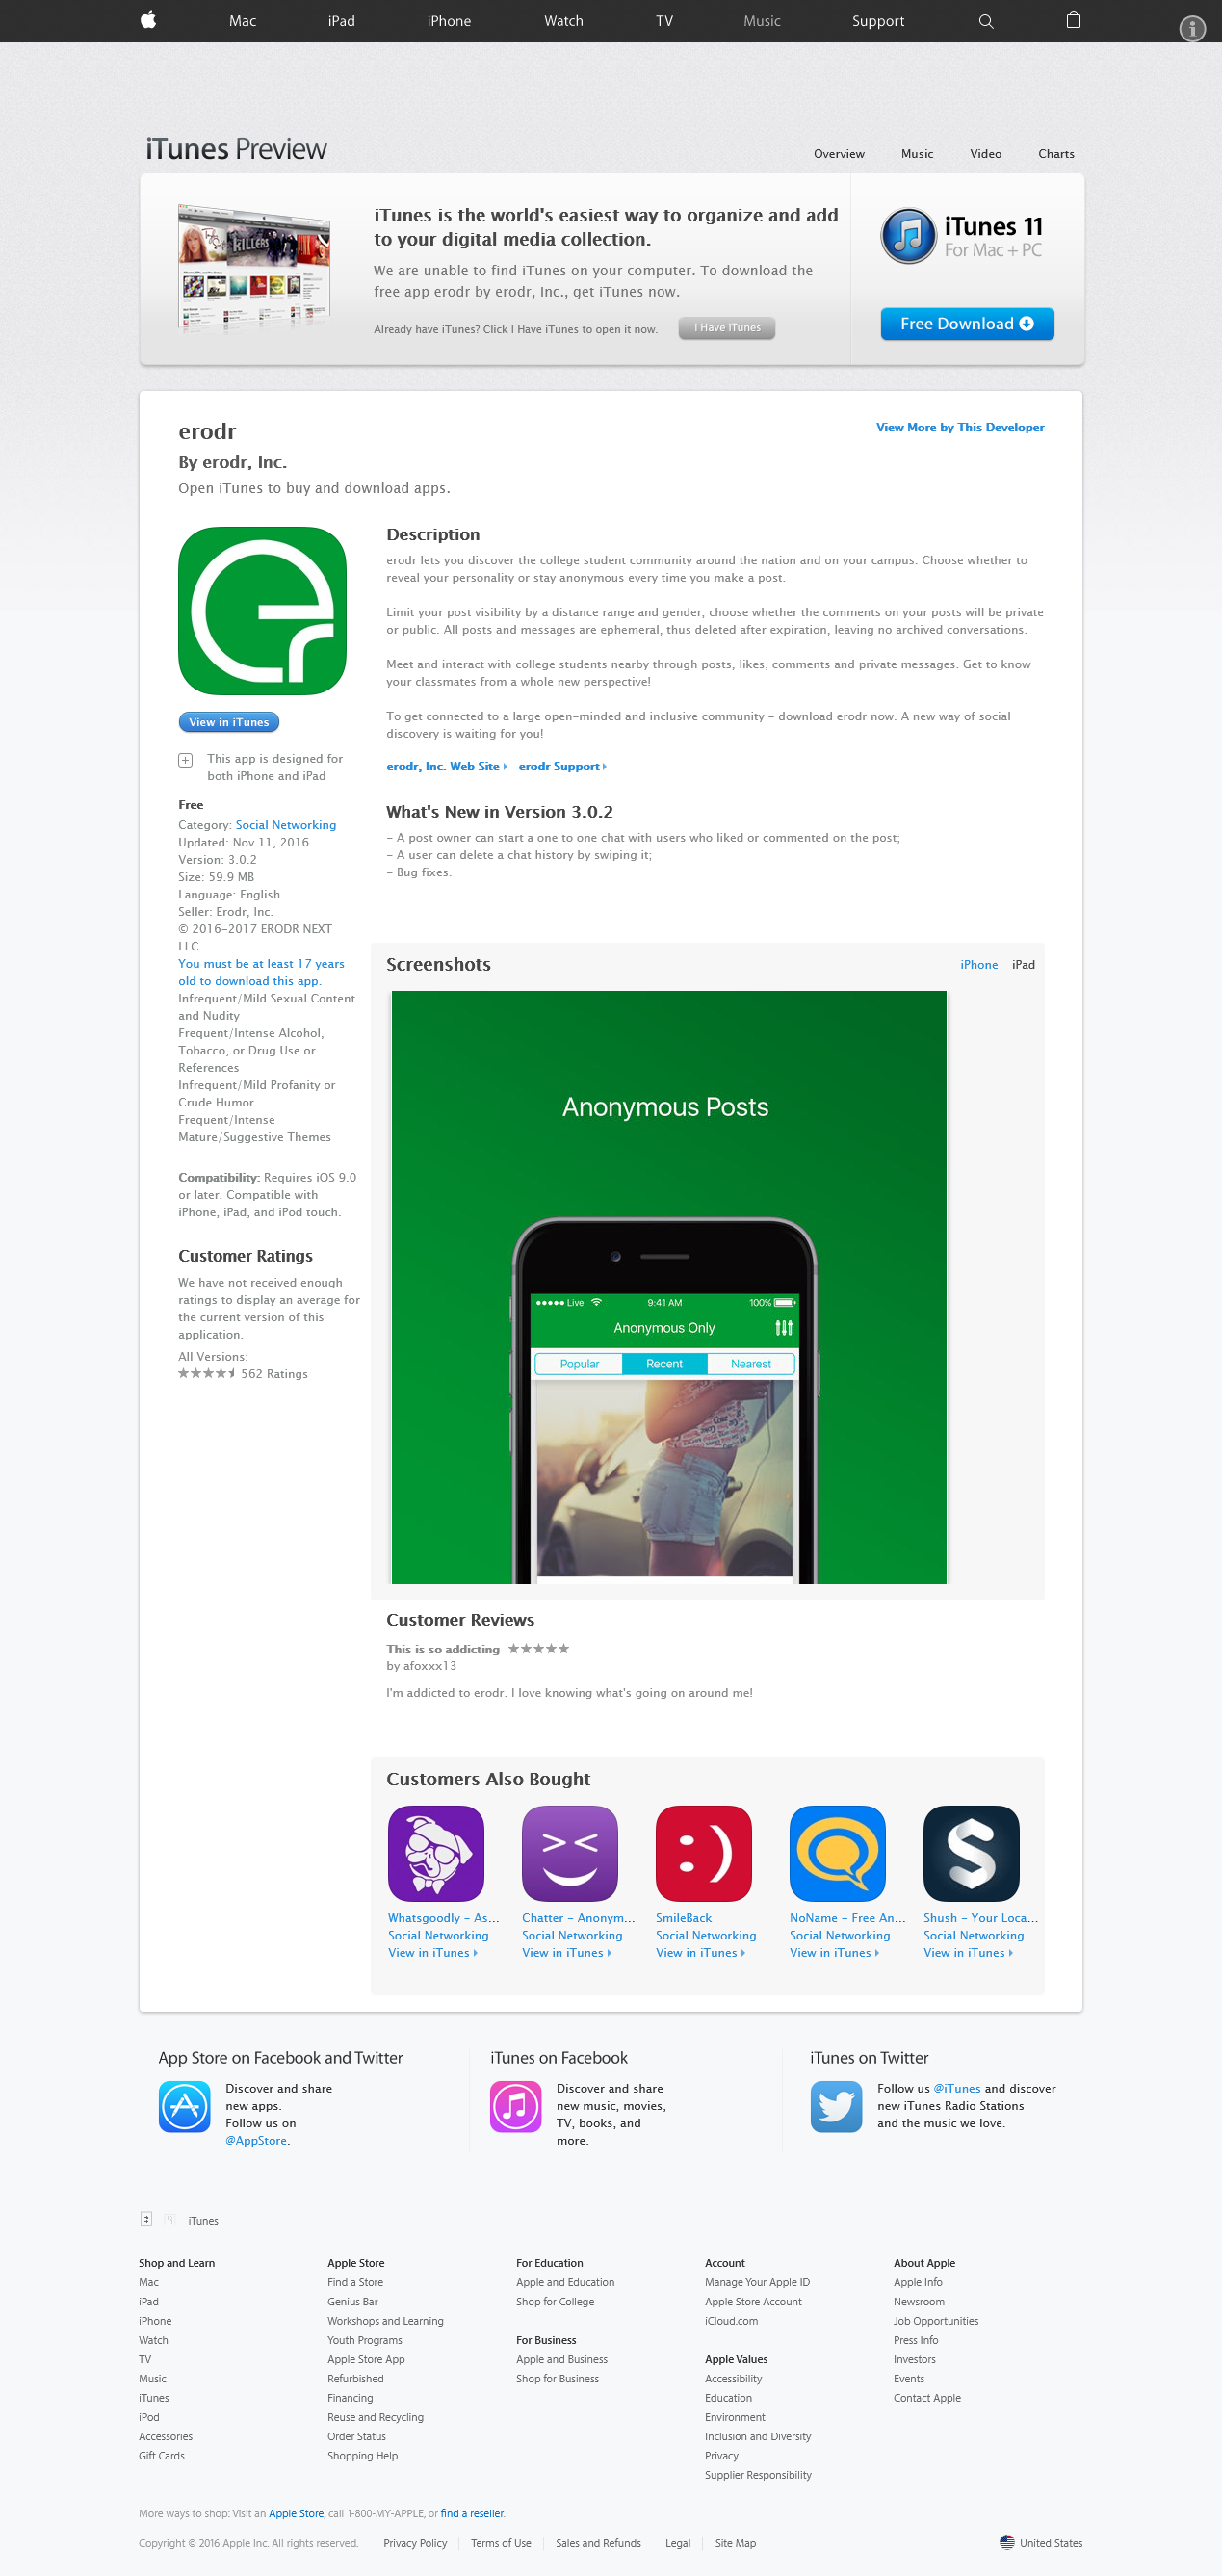 Mac iPad iPhone Watch TV Music Support
iTunes Preview
Overview Music Video Charts
iTunes is the world's easiest way to organize and add
to your digital media collection.
We are unable to find iTunes on your computer. To download the
free app erodr by erodr, Inc., get iTunes now.
Already have iTunes? Click I Have iTunes to open it now. I Have iTunes
iTunes 11
For Mac + PC
Free Download
KILLERS
erodr
View More by This Developer
By erodr, Inc.
Open iTunes to buy and download apps.
View in iTunes
This app is designed for
both iPhone and iPad
Free
Category: Social Networking
Updated: Nov 11, 2016
Version: 3.0.2
Size: 59.9 MB
Language: English
Seller: Erodr, Inc.
© 2016-2017 ERODR NEXT
LLC
You must be at least 17 years
old to download this app.
Infrequent/Mild Sexual Content
and Nudity
Frequent/Intense Alcohol,
Tobacco, or Drug Use or
References
Infrequent/Mild Profanity or
Crude Humor
Frequent/Intense
Mature/Suggestive Themes
Compatibility: Requires iOS 9.0
or later. Compatible with
iPhone, iPad, and iPod touch.
Customer Ratings
We have not received enough
ratings to display an average for
the current version of this
application.
All Versions:
562 Ratings
Description
erodr lets you discover the college student community around the nation and on your campus. Choose whether to
reveal your personality or stay anonymous every time you make a post.
Limit your post visibility by a distance range and gender, choose whether the comments on your posts will be private
or public. All posts and messages are ephemeral, thus deleted after expiration, leaving no archived conversations.
Meet and interact with college students nearby through posts, likes, comments and private messages. Get to know
your classmates from a whole new perspective!
To get connected to a large open-minded and inclusive community - download erodr now. A new way of social
discovery is waiting for you!
erodr, Inc. Web Site erodr Support
What's New in Version 3.0.2
- A post owner can start a one to one chat with users who liked or commented on the post;
- A user can delete a chat history by swiping it;
- Bug fixes.
Screenshots
iPhone iPad
Anonymous Posts
Live 9:41 AM 100%
Anonymous Only
Popular Recent Nearest
Customer Reviews
This is so addicting
by afoxxx13
I'm addicted to erodr. I love knowing what's going on around me!
Customers Also Bought
Whatsgoodly - As...
Social Networking
View in iTunes
Chatter - Anonym...
Social Networking
View in iTunes
SmileBack
Social Networking
View in iTunes
NoName - Free An...
Social Networking
View in iTunes
Shush - Your Loca...
Social Networking
View in iTunes
App Store on Facebook and Twitter
Discover and share
new apps.
Follow us on
@AppStore.
iTunes on Facebook
Discover and share
new music, movies,
TV, books, and
more.
iTunes on Twitter
Follow us @iTunes and discover
new iTunes Radio Stations
and the music we love.
iTunes
Shop and Learn
Mac
iPad
iPhone
Watch
TV
Music
iTunes
iPod
Accessories
Gift Cards
Apple Store
Find a Store
Genius Bar
Workshops and Learning
Youth Programs
Apple Store App
Refurbished
Financing
Reuse and Recycling
Order Status
Shopping Help
For Education
Apple and Education
Shop for College
For Business
Apple and Business
Shop for Business
Account
Manage Your Apple ID
Apple Store Account
iCloud.com
Apple Values
Accessibility
Education
Environment
Inclusion and Diversity
Privacy
Supplier Responsibility
About Apple
Apple Info
Newsroom
Job Opportunities
Press Info
Investors
Events
Contact Apple
More ways to shop: Visit an Apple Store, call 1-800-MY-APPLE, or find a reseller.
Copyright © 2016 Apple Inc. All rights reserved. Privacy Policy Terms of Use Sales and Refunds Legal Site Map United States